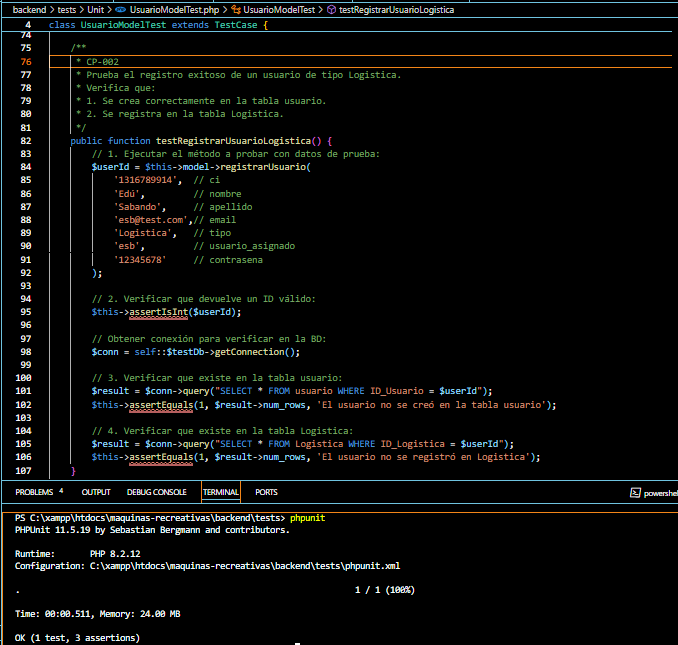 backend > tests > Unit > UsuarioModelTest.php > UsuarioModelTest > testRegistrarUsuarioLogistica
4 class UsuarioModelTest extends TestCase {
74
75 /**
76 * CP-002
77 * Prueba el registro exitoso de un usuario de tipo Logistica.
78 * Verifica que:
79 * 1. Se crea correctamente en la tabla usuario.
80 * 2. Se registra en la tabla Logistica.
81 */
82 public function testRegistrarUsuarioLogistica() {
83 // 1. Ejecutar el método a probar con datos de prueba:
84 $userId = $this->model->registrarUsuario(
85 '1316789914', // ci
86 'Edú', // nombre
87 'Sabando', // apellido
88 'esb@test.com',// email
89 'Logistica', // tipo
90 'esb', // usuario_asignado
91 '12345678' // contrasena
92 );
93
94 // 2. Verificar que devuelve un ID válido:
95 $this->assertIsInt($userId);
96
97 // Obtener conexión para verificar en la BD:
98 $conn = self::$testDb->getConnection();
99
100 // 3. Verificar que existe en la tabla usuario:
101 $result = $conn->query("SELECT * FROM usuario WHERE ID_Usuario = $userId");
102 $this->assertEquals(1, $result->num_rows, 'El usuario no se creó en la tabla usuario');
103
104 // 4. Verificar que existe en la tabla Logistica:
105 $result = $conn->query("SELECT * FROM Logistica WHERE ID_Logistica = $userId");
106 $this->assertEquals(1, $result->num_rows, 'El usuario no se registró en Logistica');
107 }
PROBLEMS 4 OUTPUT DEBUG CONSOLE TERMINAL PORTS powershel
PS C:\xampp\htdocs\maquinas-recreativas\backend\tests> phpunit
PHPUnit 11.5.19 by Sebastian Bergmann and contributors.
Runtime: PHP 8.2.12
Configuration: C:\xampp\htdocs\maquinas-recreativas\backend\tests\phpunit.xml
. 1 / 1 (100%)
Time: 00:00.511, Memory: 24.00 MB
OK (1 test, 3 assertions)